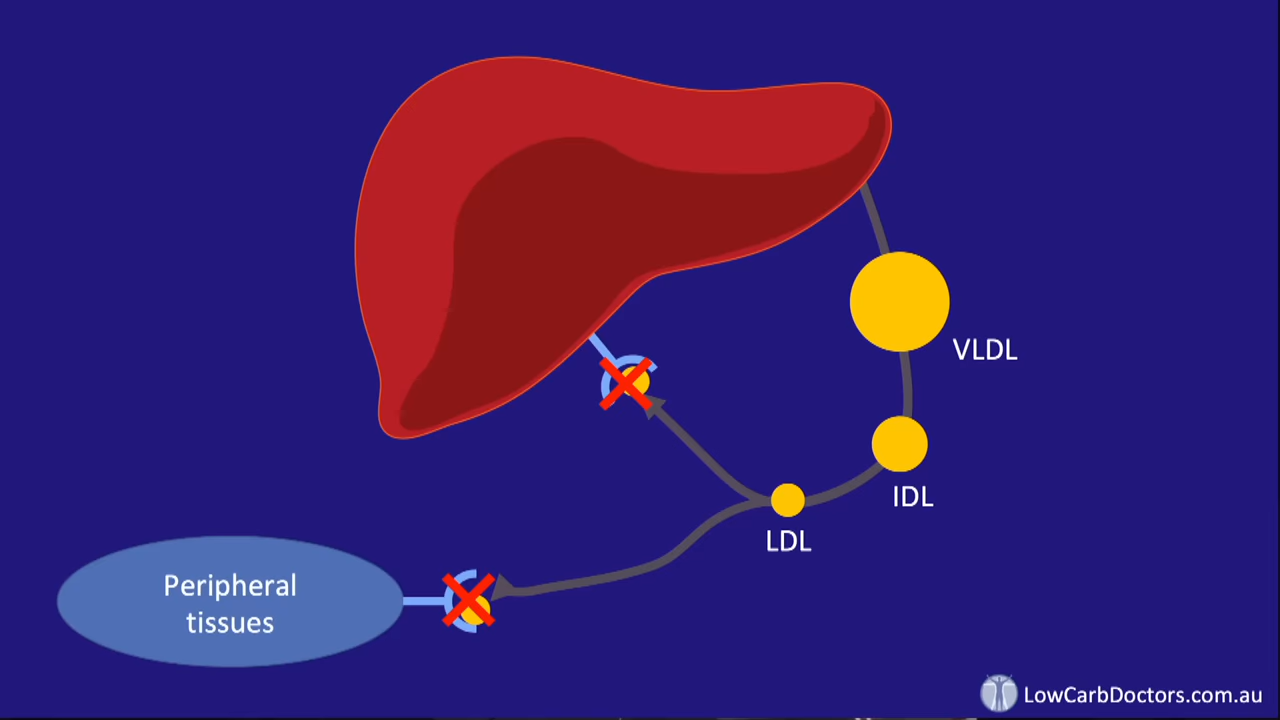 VLDL
IDL
LDL
Peripheral
tissues
LowCarbDoctors.com.au